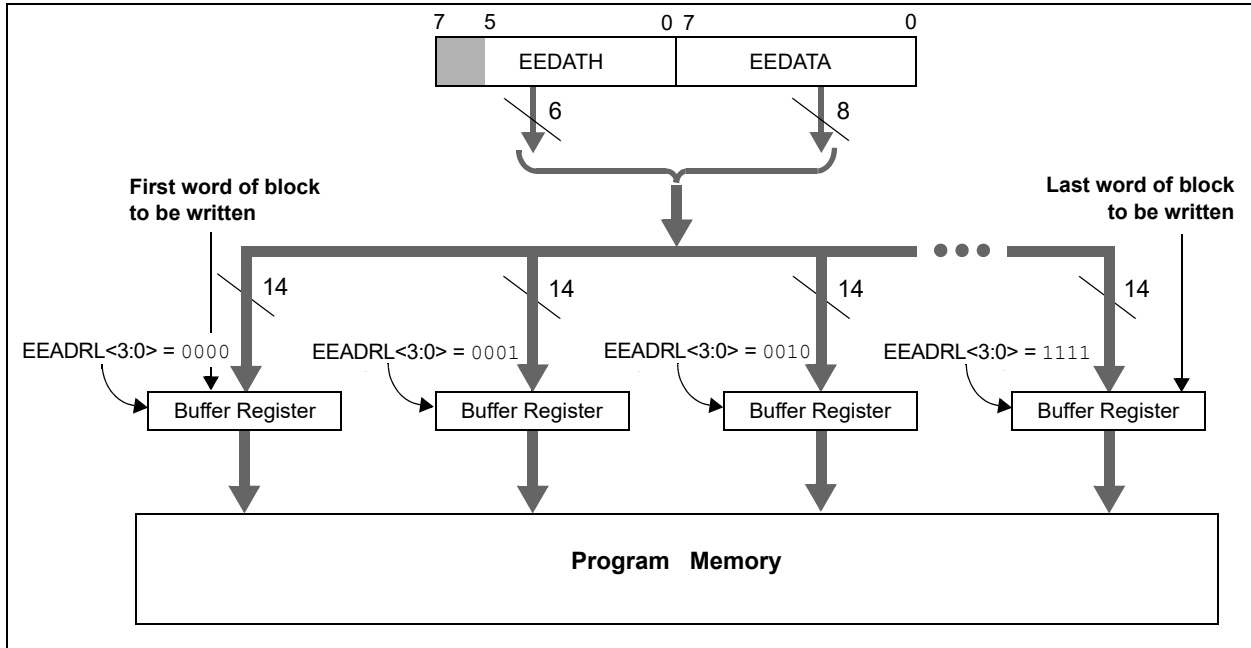 7 5 0 7 0
EEDATH EEDATA
6 8
First word of block
to be written
Last word of block
to be written
14 14 14 14
EEADRL<3:0> = 0000 EEADRL<3:0> = 0001 EEADRL<3:0> = 0010 EEADRL<3:0> = 1111
Buffer Register Buffer Register Buffer Register Buffer Register
Program Memory